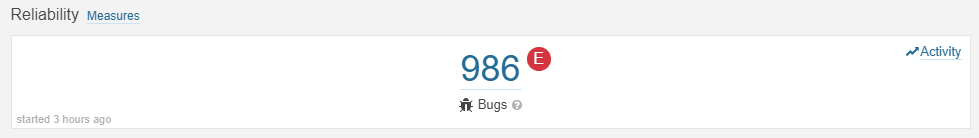 Reliability Measures
986 E
Activity
Bugs ?
started 3 hours ago